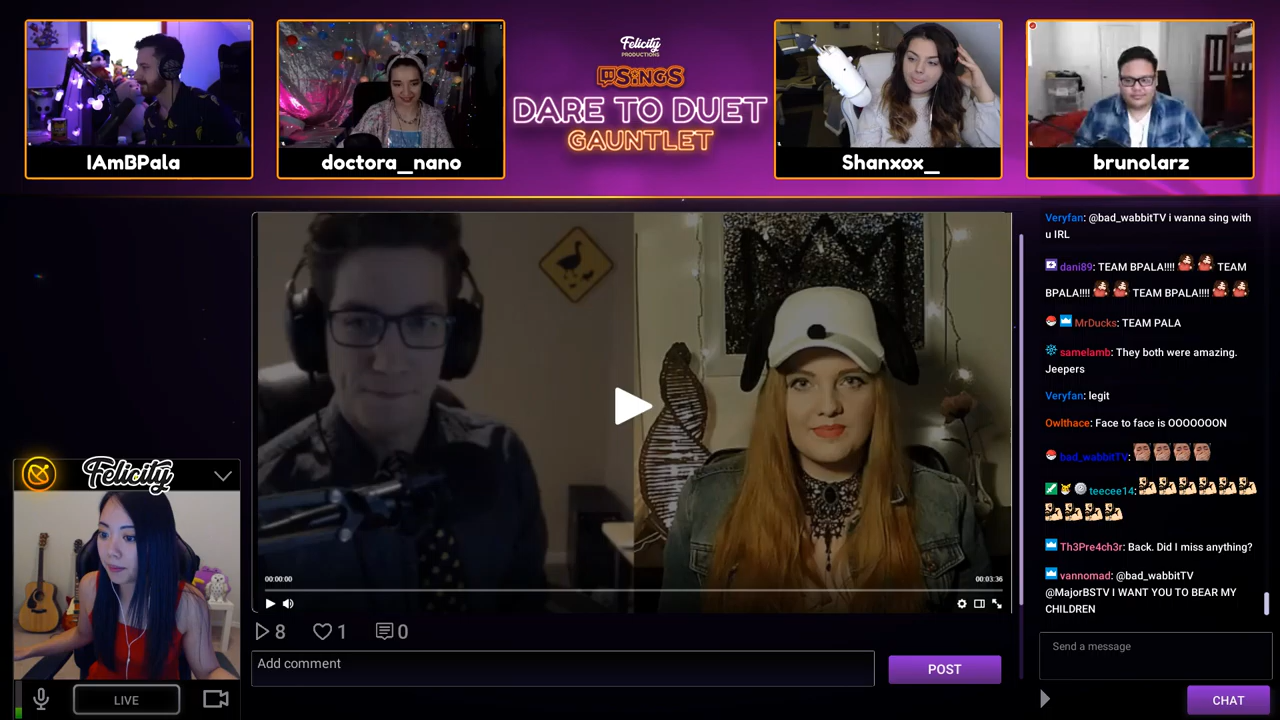 IAmBPala
doctora__nano
Felicity
PRODUCTIONS
SINGS
DARE TO DUET
GAUNTLET
Shanxox_
brunolarz
Veryfan: @bad_wabbitTV i wanna sing with
u IRL
dani89: TEAM BPALA!!!! TEAM
BPALA!!!! TEAM BPALA!!!!
MrDucks: TEAM PALA
samelamb: They both were amazing.
Jeepers
Veryfan: legit
Owlthace: Face to face is OOOOOOON
bad_wabbitTV:
teecee14:
Th3Pre4ch3r: Back. Did I miss anything?
vannomad: @bad_wabbitTV
@MajorBSTV I WANT YOU TO BEAR MY
CHILDREN
Send a message
CHAT
00:00:00
00:03:36
8 1 0
Add comment
POST
Felicity
LIVE